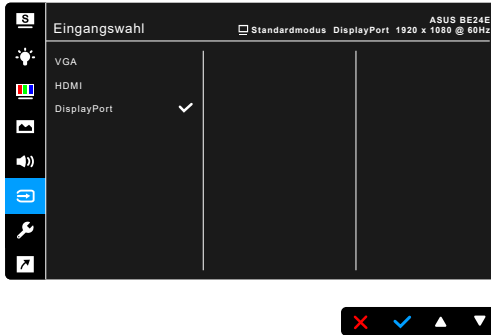 S
Eingangswahl
ASUS BE24E
Standardmodus DisplayPort 1920 x 1080 @ 60Hz
VGA
HDMI
DisplayPort